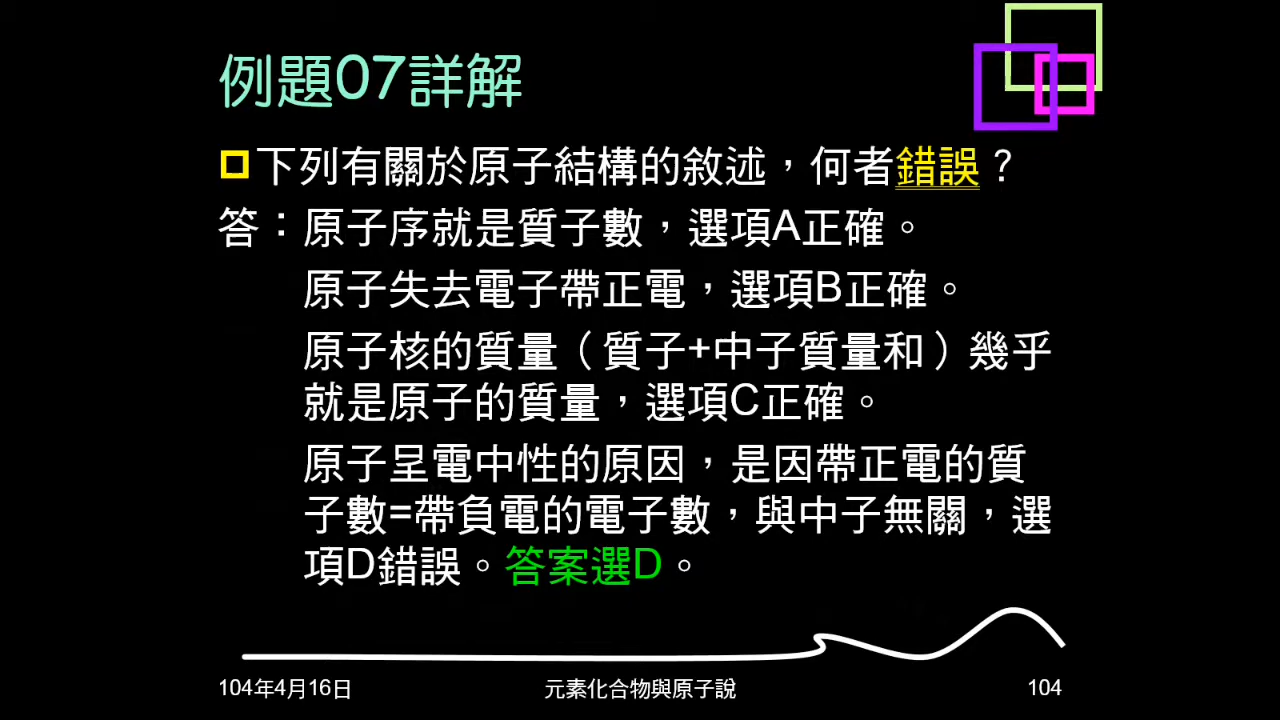 例題07詳解
下列有關於原子結構的敘述，何者錯誤？
答：原子序就是質子數，選項A正確。
原子失去電子帶正電，選項B正確。
原子核的質量（質子+中子質量和）幾乎
就是原子的質量，選項C正確。
原子呈電中性的原因，是因帶正電的質
子數=帶負電的電子數，與中子無關，選
項D錯誤。答案選D。
104年4月16日
元素化合物與原子說
104